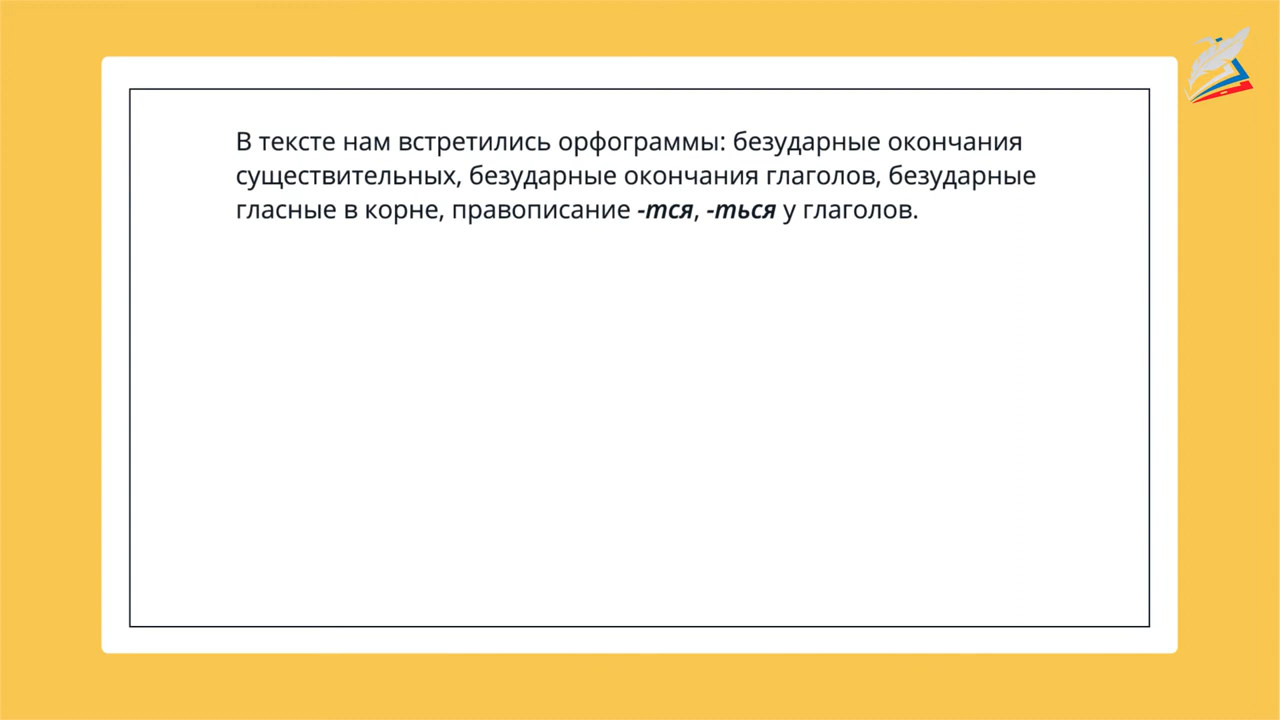 В тексте нам встретились орфограммы: безударные окончания
существительных, безударные окончания глаголов, безударные
гласные в корне, правописание -тся, -ться у глаголов.